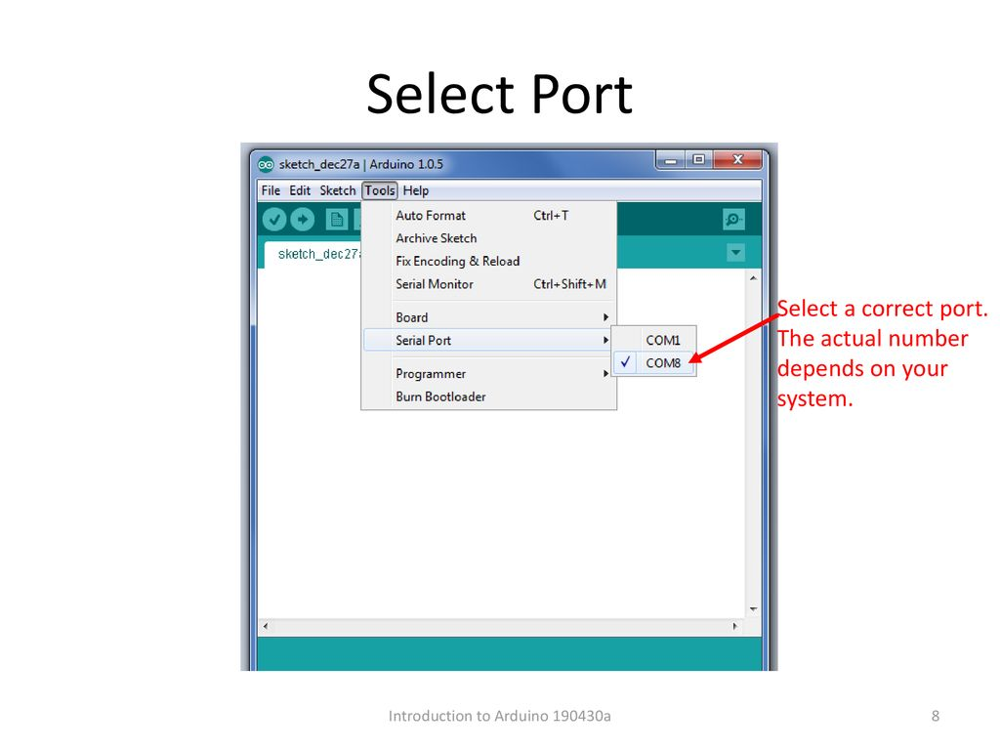 Select Port
sketch_dec27a | Arduino 1.0.5
File Edit Sketch Tools Help
Auto Format Ctrl+T
Archive Sketch
sketch_dec27a
Fix Encoding & Reload
Serial Monitor Ctrl+Shift+M
Board
Serial Port
COM1
COM8
Programmer
Burn Bootloader
Select a correct port.
The actual number
depends on your
system.
Introduction to Arduino 190430a
8